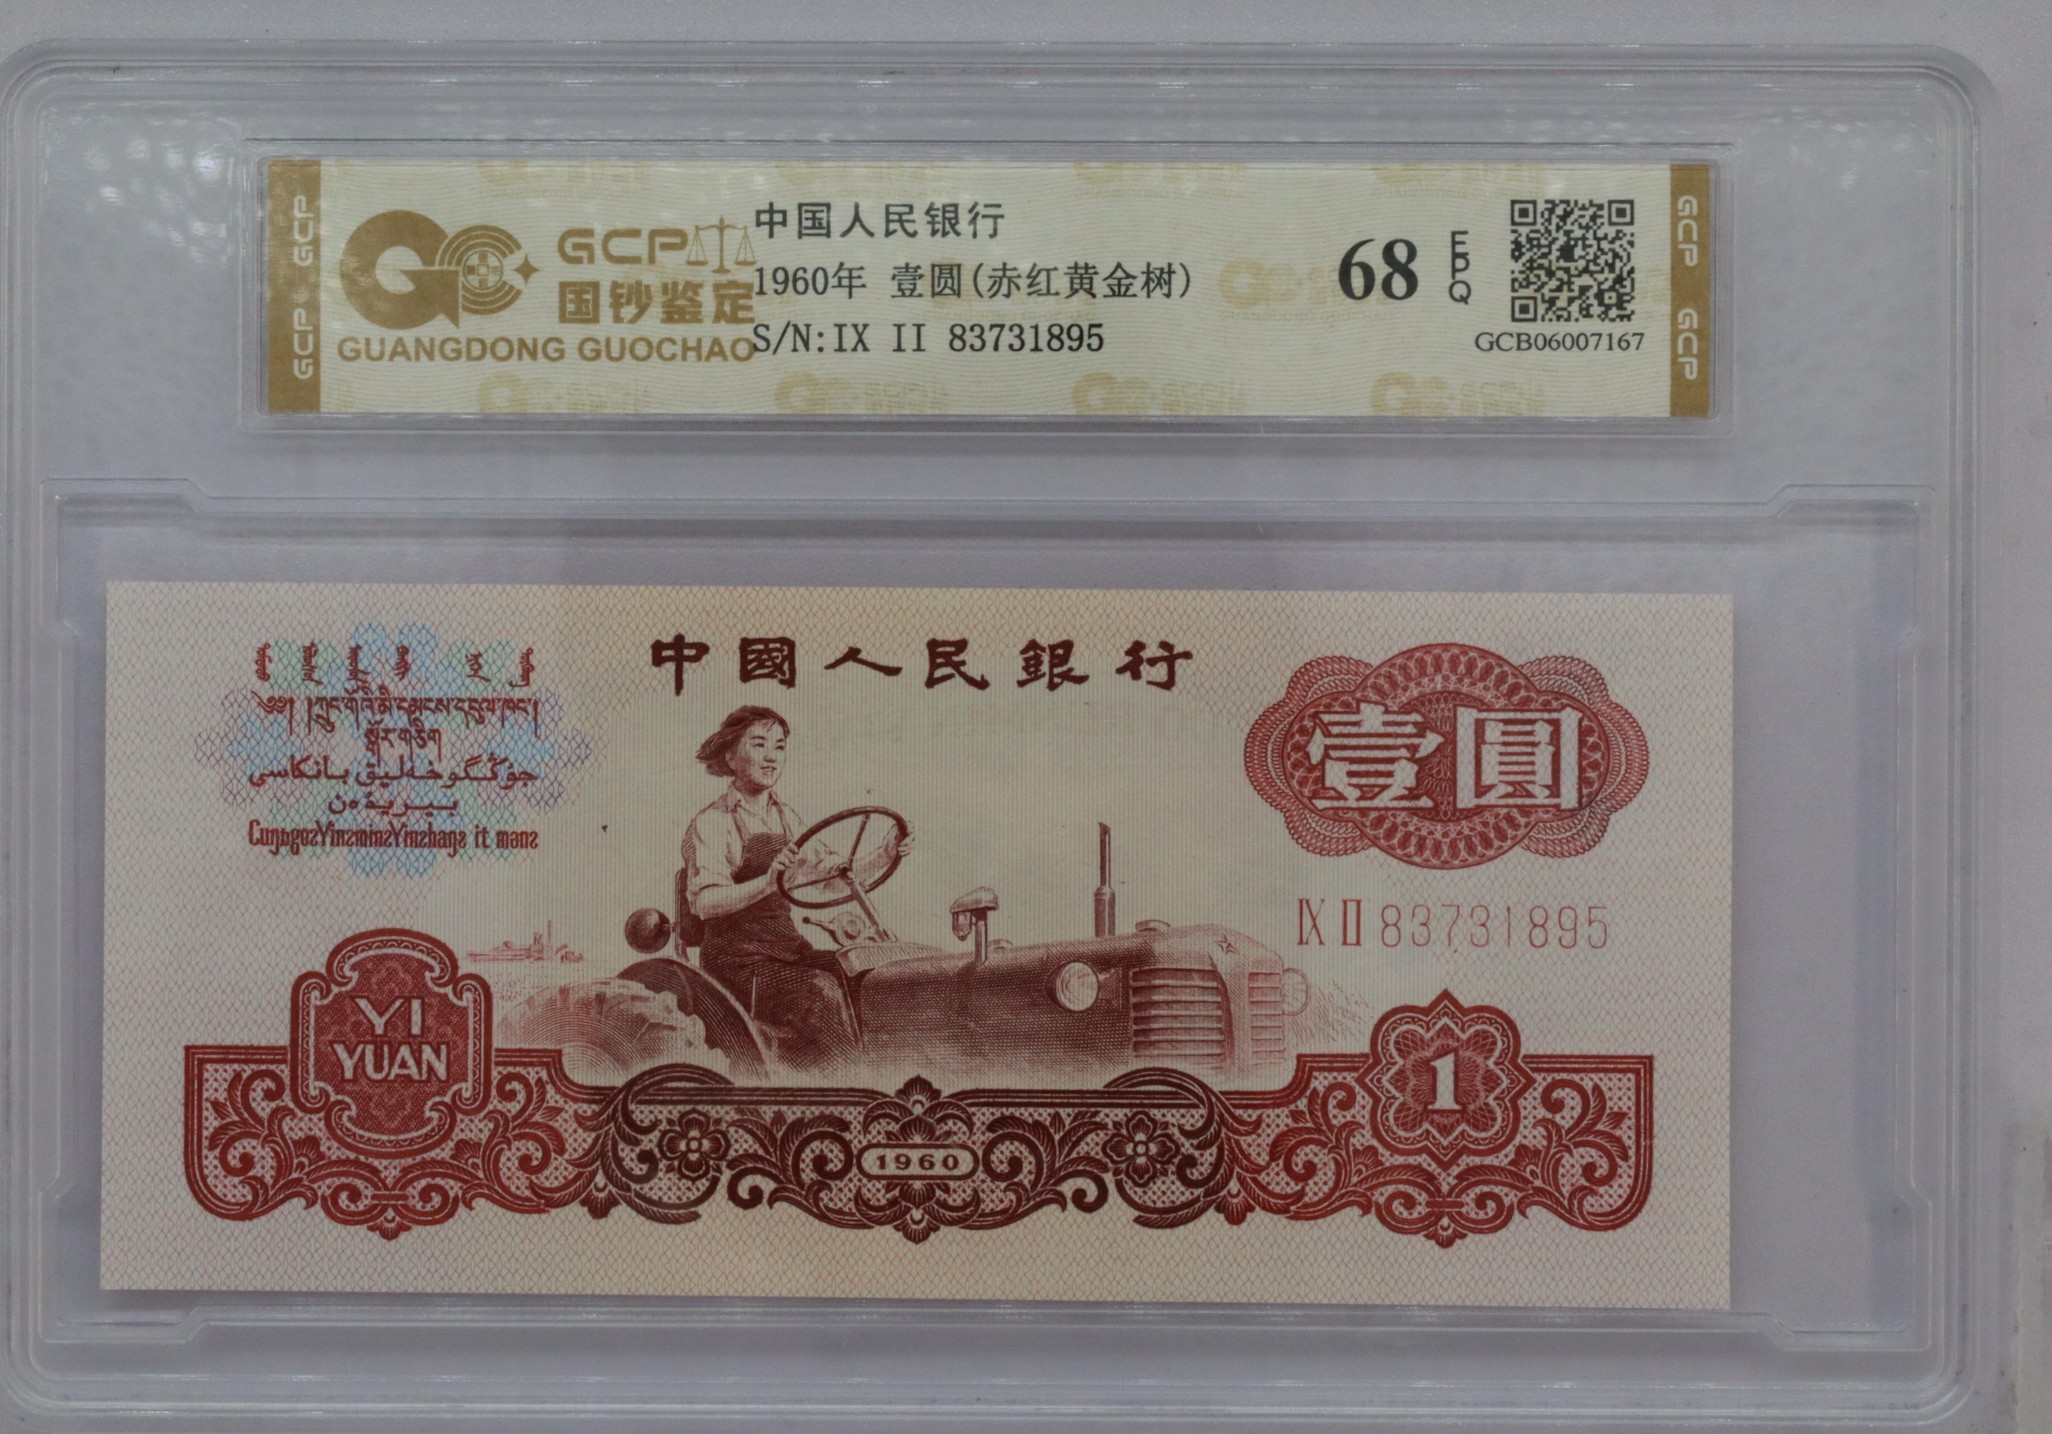 GCP GCP
GCP
国钞鉴定
GUANGDONG GUOCHAO
中国人民银行
1960年 壹圆(赤红黄金树)
S/N:IX II 83731895
68 EPQ
GCB06007167
GCP GCP
中國人民銀行
壹圓
IX II 83731895
YI
YUAN
1960
1